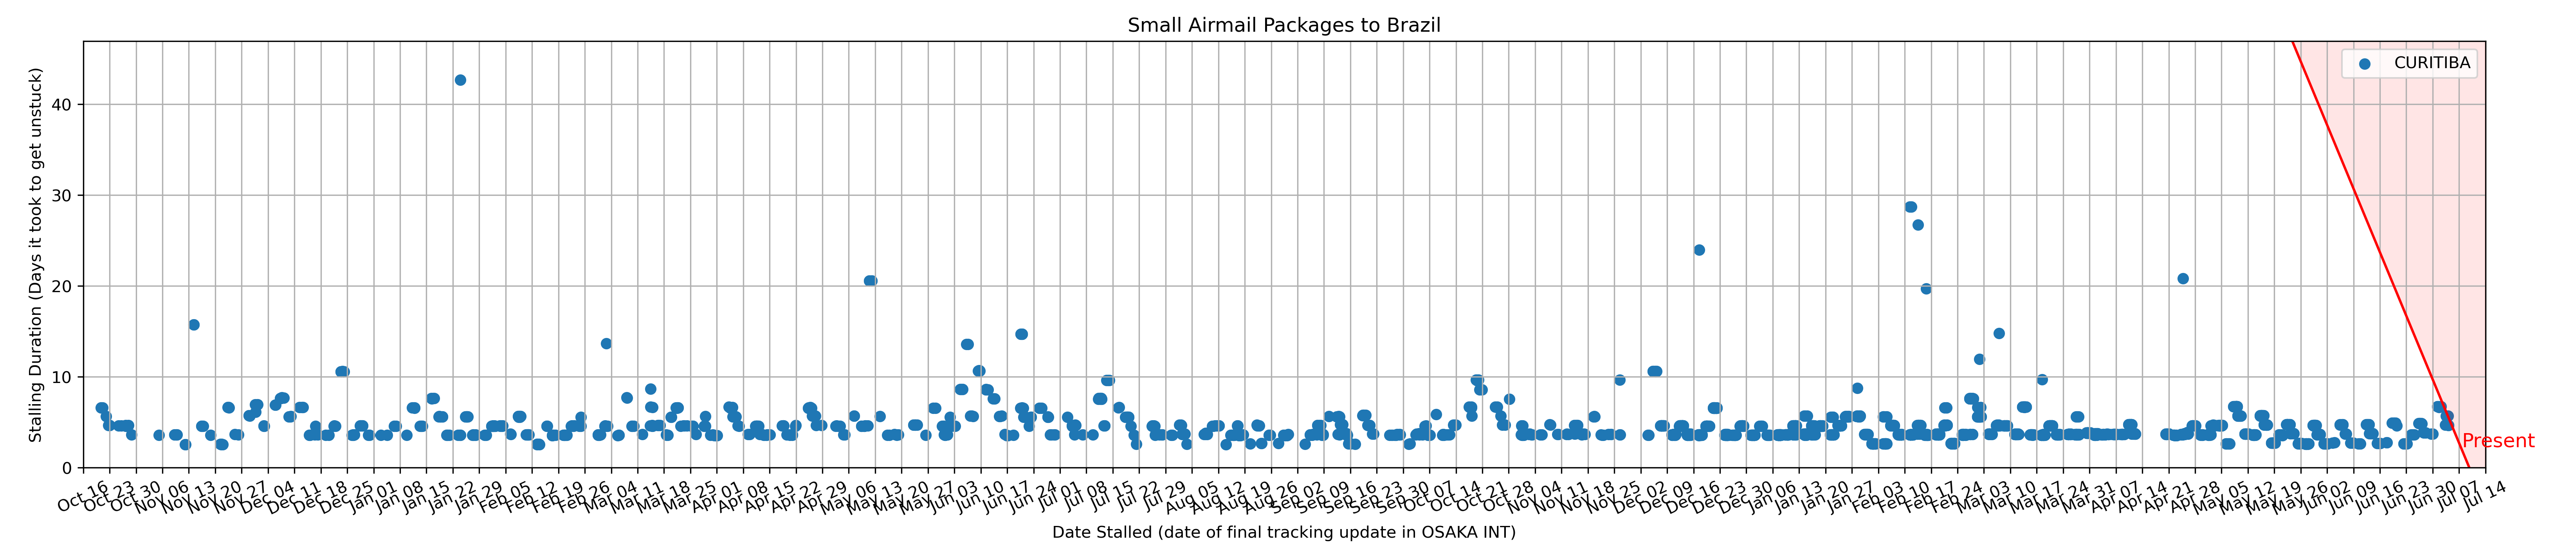 Small Airmail Packages to Brazil
CURITIBA
Stalling Duration (Days it took to get unstuck)
40
30
20
10
0
Present
Oct 16 Oct 23 Oct 30 Nov 06 Nov 13 Nov 20 Nov 27 Dec 04 Dec 11 Dec 18 Dec 25 Jan 01 Jan 08 Jan 15 Jan 22 Jan 29 Feb 05 Feb 12 Feb 19 Feb 26 Mar 04 Mar 11 Mar 18 Mar 25 Apr 01 Apr 08 Apr 15 Apr 22 Apr 29 May 06 May 13 May 20 May 27 Jun 03 Jun 10 Jun 17 Jun 24 Jul 01 Jul 08 Jul 15 Jul 22 Jul 29 Aug 05 Aug 12 Aug 19 Aug 26 Sep 02 Sep 09 Sep 16 Sep 23 Sep 30 Oct 07 Oct 14 Oct 21 Oct 28 Nov 04 Nov 11 Nov 18 Nov 25 Dec 02 Dec 09 Dec 16 Dec 23 Dec 30 Jan 06 Jan 13 Jan 20 Jan 27 Feb 03 Feb 10 Feb 17 Feb 24 Mar 03 Mar 10 Mar 17 Mar 24 Mar 31 Apr 07 Apr 14 Apr 21 Apr 28 May 05 May 12 May 19 May 26 Jun 02 Jun 09 Jun 16 Jun 23 Jun 30 Jul 07 Jul 14
Date Stalled (date of final tracking update in OSAKA INT)